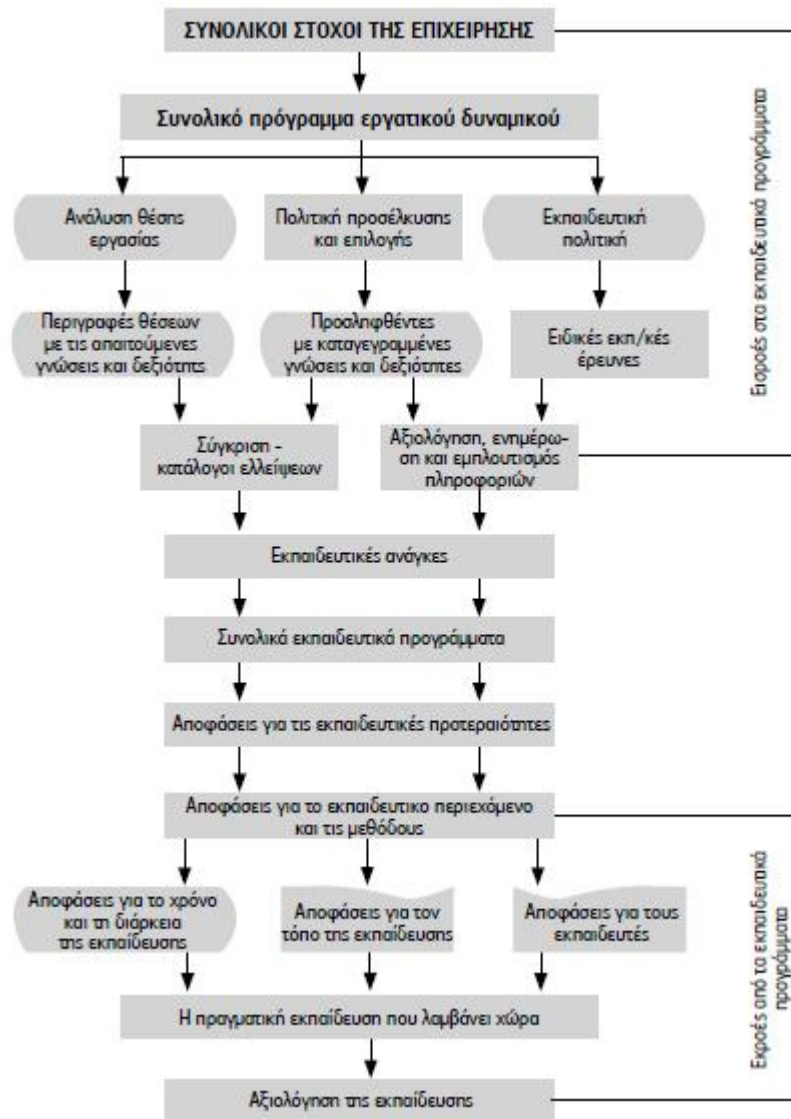 ΣΥΝΟΛΙΚΟΙ ΣΤΟΧΟΙ ΤΗΣ ΕΠΙΧΕΙΡΗΣΗΣ
Συνολικό πρόγραμμα εργατικού δυναμικού
Ανάλυση θέσης
εργασίας
Πολιτική προσέλκυσης
και επιλογής
Εκπαιδευτική
πολιτική
Περιγραφές θέσεων
με τις απαιτούμενες
γνώσεις και δεξιότητς
Προσληφθέντες
με καταγεγραμμένες
γνώσεις και δεξιότητες
Ειδικές εκπ/κές
έρευνες
Σύγκριση -
κατάλογοι ελλείψεων
Αξιολόγηση, ενημέρω-
ση και εμπλουτισμός
πληροφοριών
Εισροές στα εκπαιδευτικά προγράμματα
Εκπαιδευτικές ανάγκες
Συνολικά εκπαιδευτικά προγράμματα
Αποφάσεις για τις εκπαιδευτικές προτεραιότητες
Αποφάσεις για το εκπαιδευτικο περιεχόμενο
και τις μεθόδους
Αποφάσεις για το χρόνο
και τη διάρκεια
της εκπαίδευσης
Αποφάσεις για τον
τόπο της εκπαίδευσης
Αποφάσεις για τους
εκπαιδευτές
Η πραγματική εκπαίδευση που λαμβάνει χώρα
Αξιολόγηση της εκπαίδευσης
Εκροές από τα εκπαιδευτικά
προγράμματα